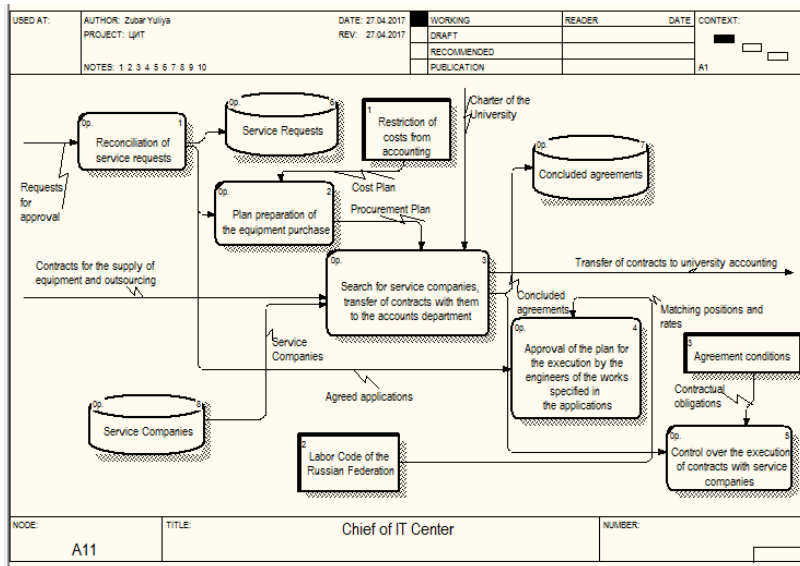 USED AT:
AUTHOR: Zubar Yuliya
DATE: 27.04.2017
WORKING
READER
DATE
CONTEXT:
PROJECT: ЦИТ
REV: 27.04.2017
DRAFT
RECOMMENDED
NOTES: 1 2 3 4 5 6 7 8 9 10
PUBLICATION
A1
0р.
1
Reconciliation of
service requests
0р.
6
Service Requests
1
Restriction of
costs from
accounting
Charter of the
University
0р.
7
Concluded agreements
Requests
for
approval
Cost Plan
0р.
2
Plan preparation of
the equipment purchase
Procurement Plan
0р.
3
Search for service companies,
transfer of contracts with them
to the accounts department
Contracts for the supply of
equipment and outsourcing
Transfer of contracts to university accounting
Concluded
agreements
Matching positions and
rates
Service
Companies
0р.
4
Approval of the plan for
the execution by the
engineers of the works
specified in
the applications
3
Agreement conditions
Agreed applications
Contractual
obligations
0р.
8
Service Companies
2
Labor Code of the
Russian Federation
0р.
5
Control over the execution
of contracts with service
companies
NODE:
TITLE:
NUMBER:
A11
Chief of IT Center